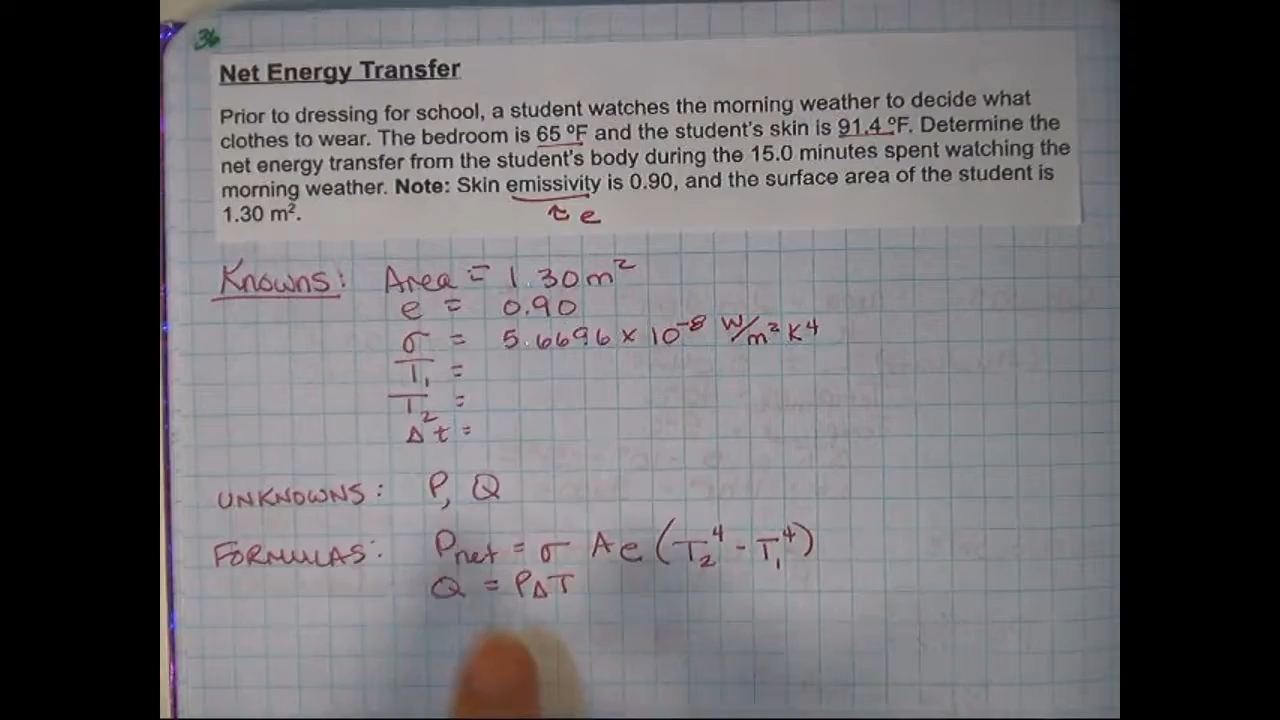 36
Net Energy Transfer
Prior to dressing for school, a student watches the morning weather to decide what
clothes to wear. The bedroom is 65 ºF and the student's skin is 91.4 ºF. Determine the
net energy transfer from the student's body during the 15.0 minutes spent watching the
morning weather. Note: Skin emissivity is 0.90, and the surface area of the student is
1.30 m².
e
Knowns: Area = 1.30 m²
e = 0.90
σ = 5.6696 × 10⁻⁸ W/m² K⁴
T₁ =
T₂ =
Δt =
UNKNOWNS: P, Q
FORMULAS: Pnet = σ A e (T₂⁴ - T₁⁴)
Q = PΔT